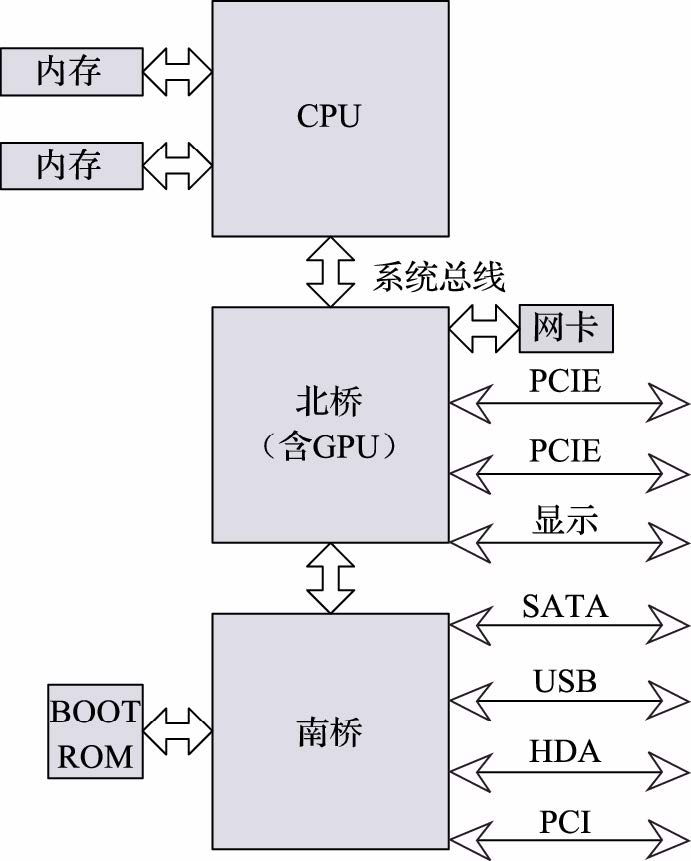 内存
CPU
内存
系统总线
网卡
北桥
（含GPU）
PCIE
PCIE
显示
SATA
USB
BOOT
ROM
南桥
HDA
PCI